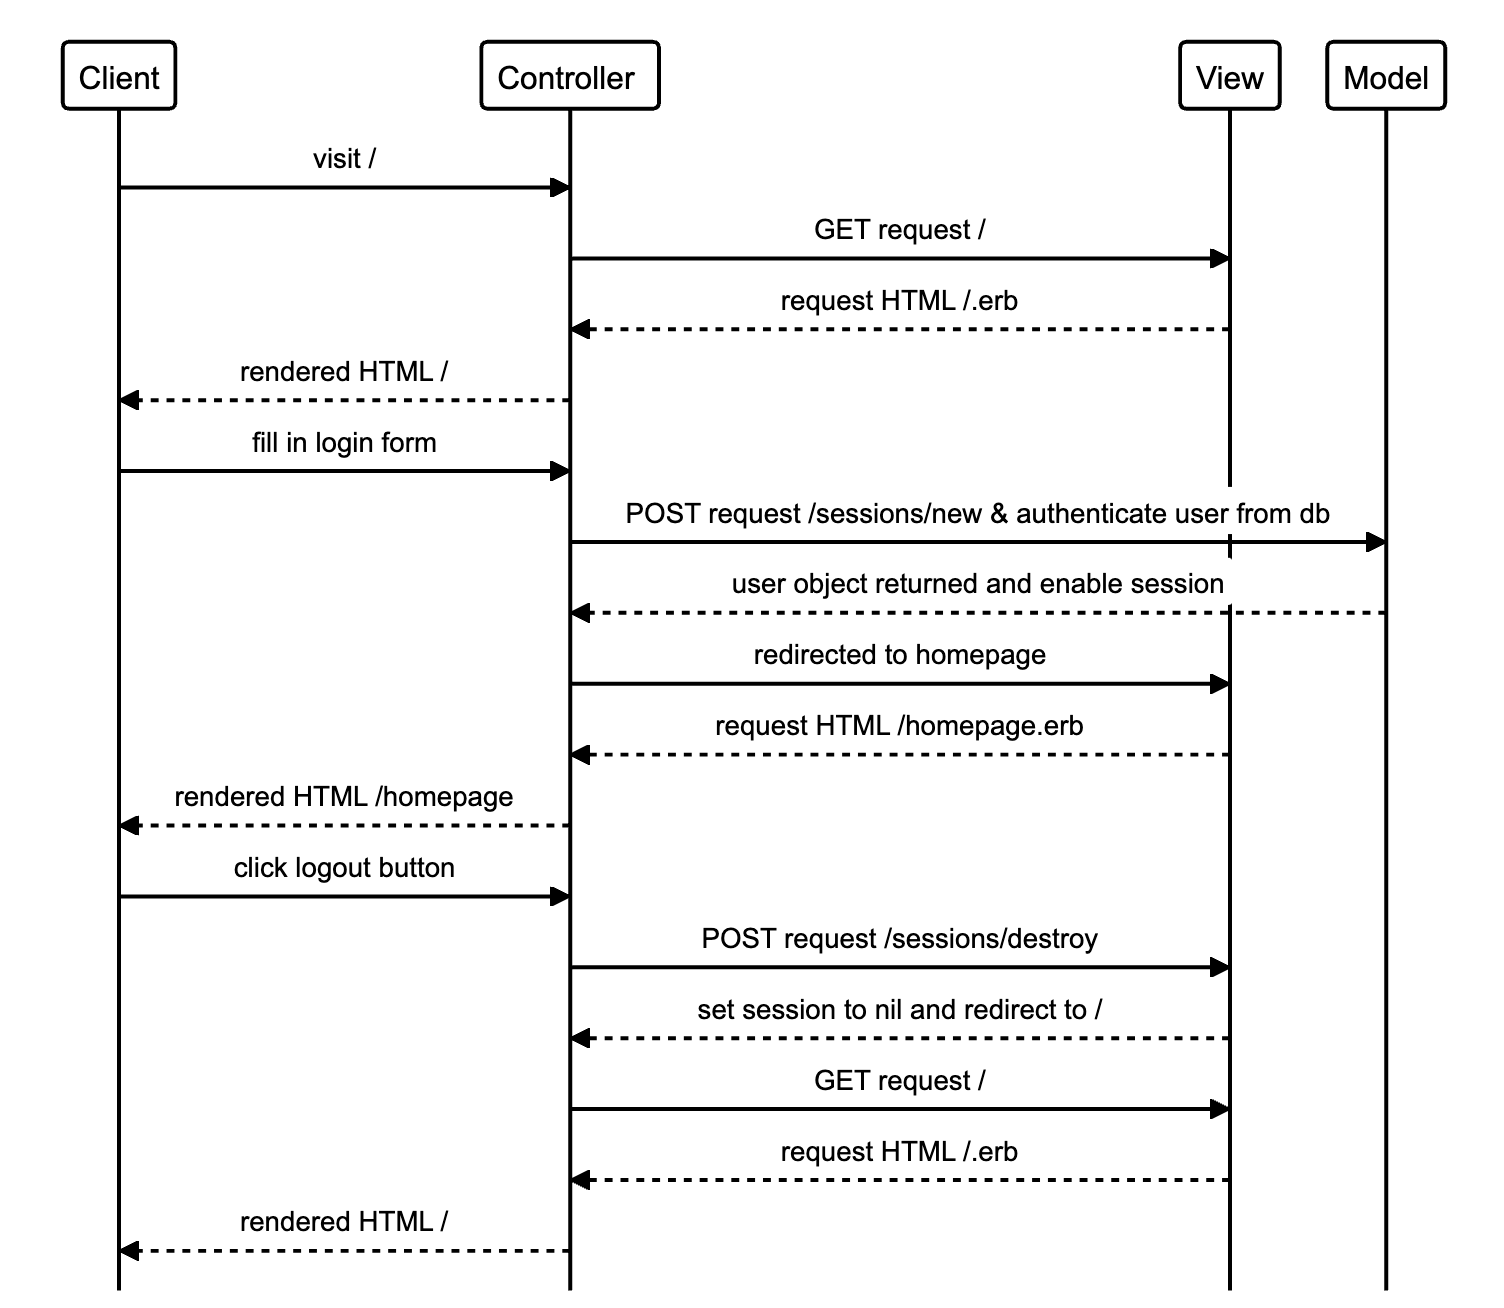 Client
Controller
View
Model
visit /
GET request /
request HTML /.erb
rendered HTML /
fill in login form
POST request /sessions/new & authenticate user from db
user object returned and enable session
redirected to homepage
request HTML /homepage.erb
rendered HTML /homepage
click logout button
POST request /sessions/destroy
set session to nil and redirect to /
GET request /
request HTML /.erb
rendered HTML /